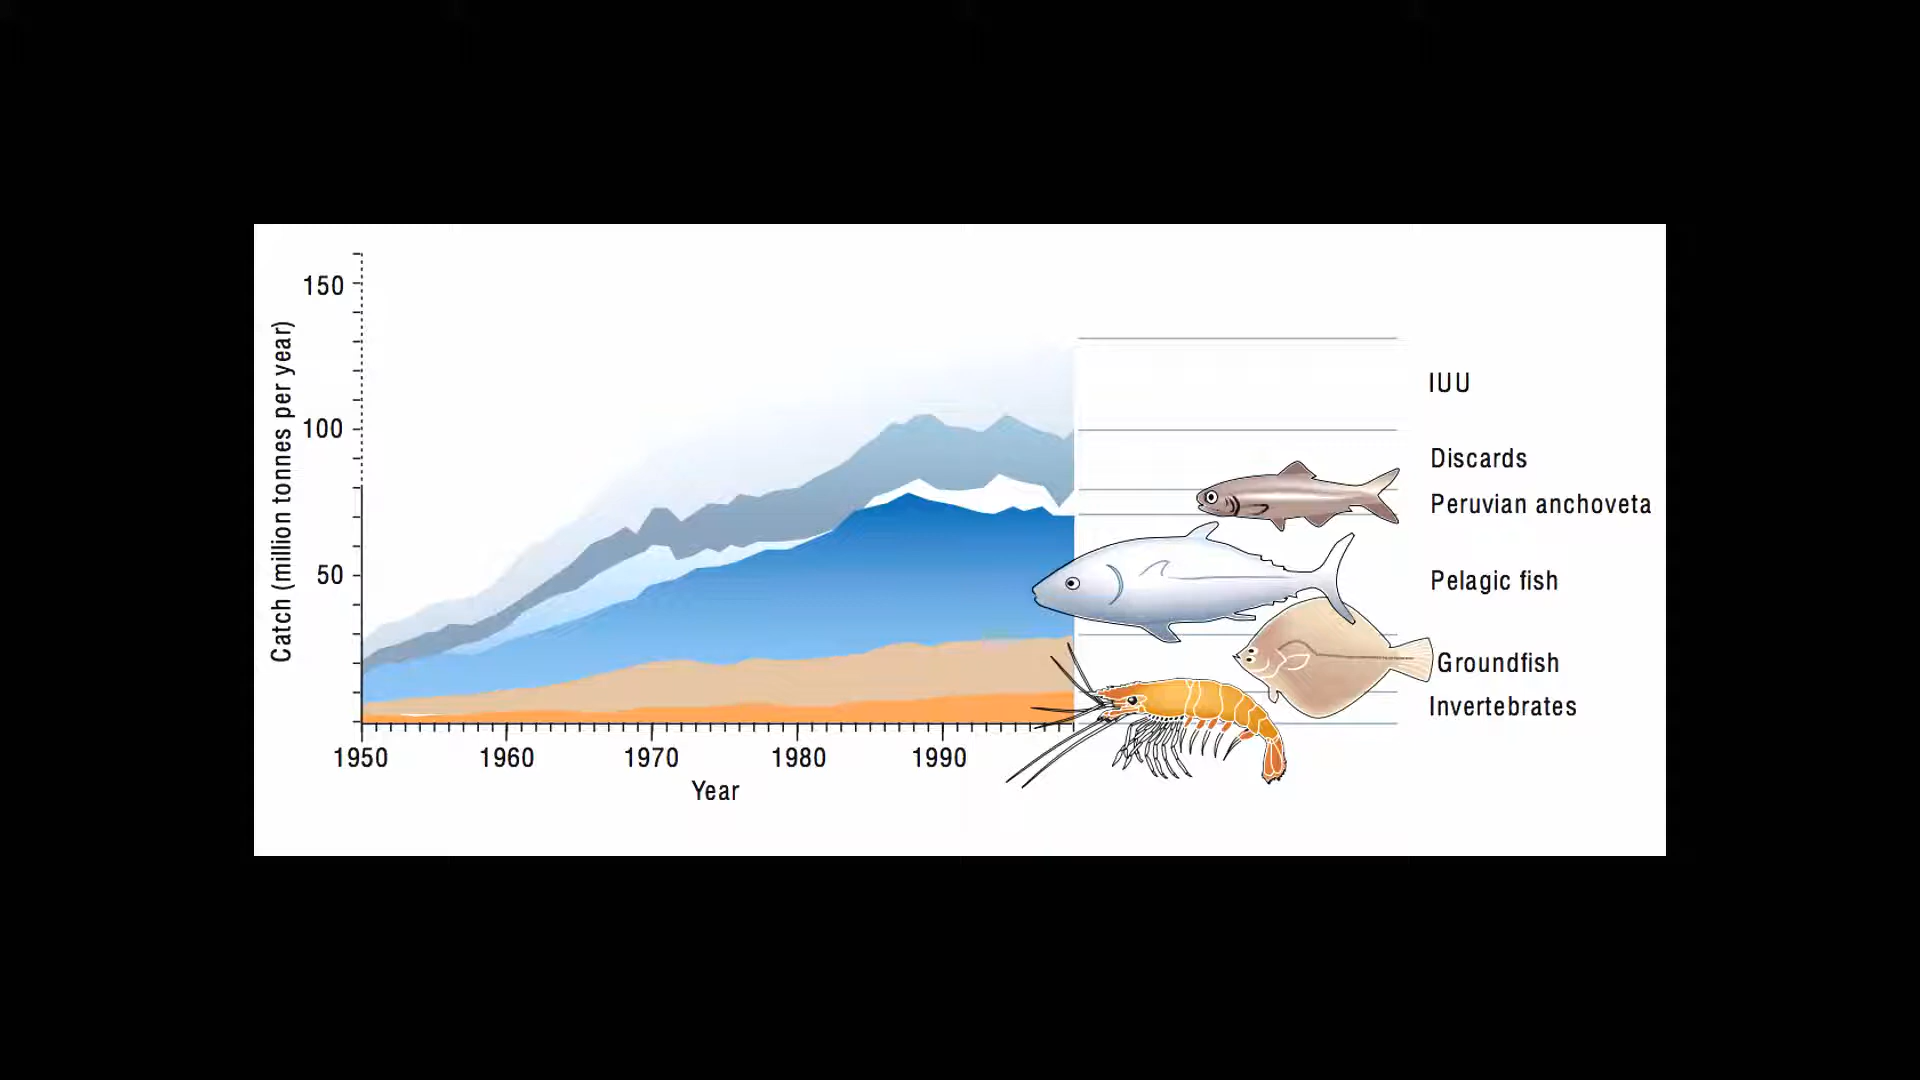 150
100
50
Catch (million tonnes per year)
1950 1960 1970 1980 1990
Year
IUU
Discards
Peruvian anchoveta
Pelagic fish
Groundfish
Invertebrates